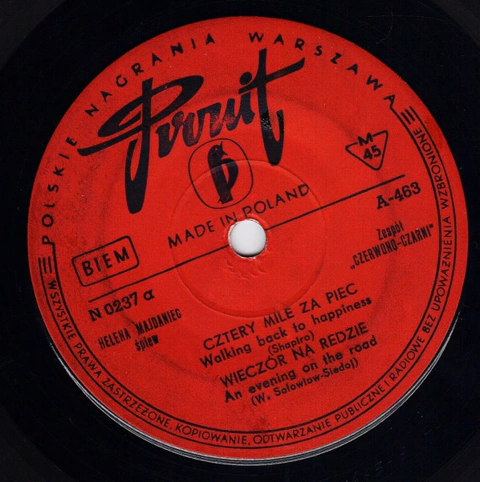 POLSKIE NAGRANIA WARSZAWA
Pronit
M
45
MADE IN POLAND
A-463
BIEM
Zespół
"CZERWONO-CZARNI"
N 0237 a
HELENA MAJDANIEC
śpiew
CZTERY MILE ZA PIEC
Walking back to happiness
(Shapiro)
WIECZÓR NA REDZIE
An evening on the road
(W. Sołowiow-Siedoj)
WSZYSTKIE PRAWA ZASTRZEŻONE, KOPIOWANIE, ODTWARZANIE PUBLICZNE I RADIOWE BEZ UPOWAŻNIENIA WZBRONIONE